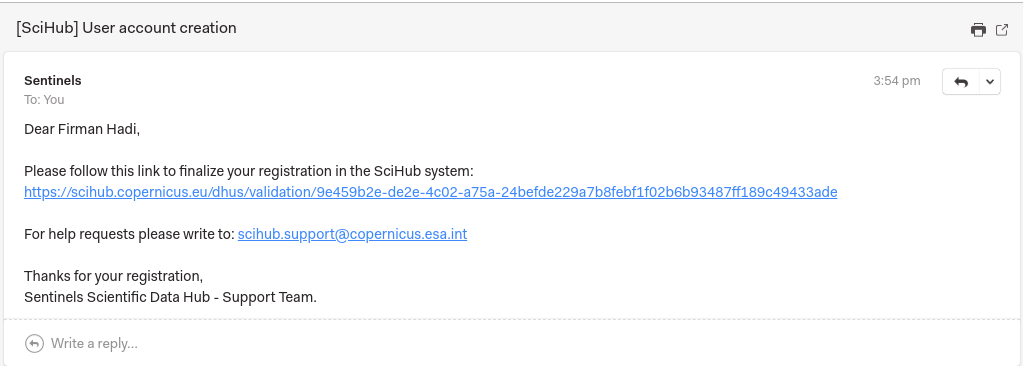 [SciHub] User account creation
Sentinels
3:54 pm
To: You
Dear Firman Hadi,
Please follow this link to finalize your registration in the SciHub system:
https://scihub.copernicus.eu/dhus/validation/9e459b2e-de2e-4c02-a75a-24befde229a7b8febf1f02b6b93487ff189c49433ade
For help requests please write to: scihub.support@copernicus.esa.int
Thanks for your registration,
Sentinels Scientific Data Hub - Support Team.
Write a reply...